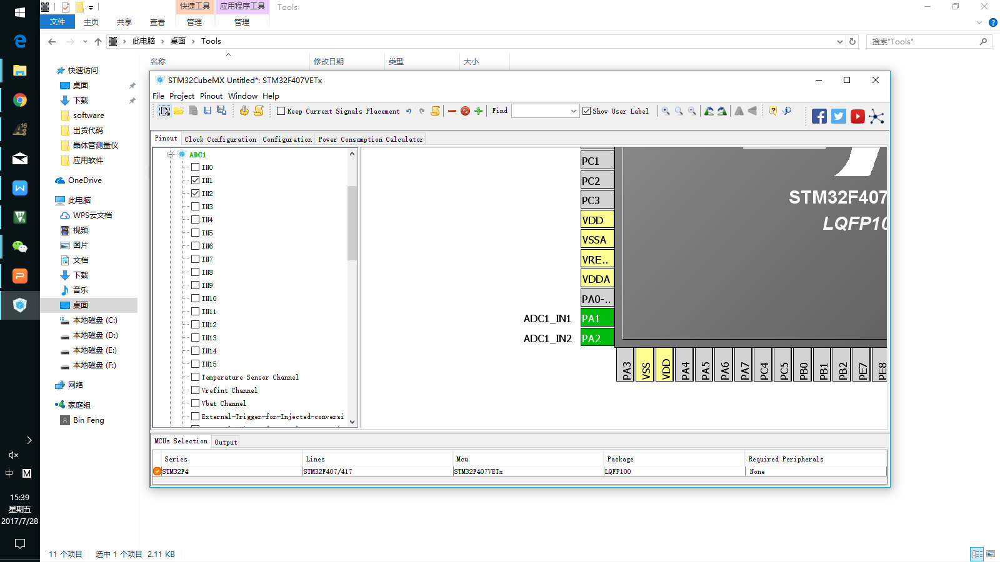 快捷工具
应用程序工具
Tools
文件
主页
共享
查看
管理
管理
此电脑
桌面
Tools
搜索"Tools"
名称
修改日期
类型
大小
快速访问
桌面
下载
software
出货代码
晶体管测量仪
应用软件
OneDrive
此电脑
WPS云文档
视频
图片
文档
下载
音乐
桌面
本地磁盘 (C:)
本地磁盘 (D:)
本地磁盘 (E:)
本地磁盘 (F:)
网络
家庭组
Bin Feng
STM32CubeMX Untitled*: STM32F407VETx
File Project Pinout Window Help
Keep Current Signals Placement
Find
Show User Label
Pinout
Clock Configuration
Configuration
Power Consumption Calculator
ADC1
IN0
IN1
IN2
IN3
IN4
IN5
IN6
IN7
IN8
IN9
IN10
IN11
IN12
IN13
IN14
IN15
Temperature Sensor Channel
Vrefint Channel
Vbat Channel
External-Trigger-for-Injected-conversi
PC1
PC2
PC3
VDD
VSSA
VRE..
VDDA
PA0-..
ADC1_IN1 PA1
ADC1_IN2 PA2
STM32F407
LQFP10
PA3
VSS
VDD
PA4
PA5
PA6
PA7
PC4
PC5
PB0
PB1
PB2
PE7
PE8
MCUs Selection
Output
Series Lines Mcu Package Required Peripherals
STM32F4 STM32F407/417 STM32F407VETx LQFP100 None
中 M
15:39
星期五
2017/7/28
11 个项目
选中 1 个项目 2.11 KB